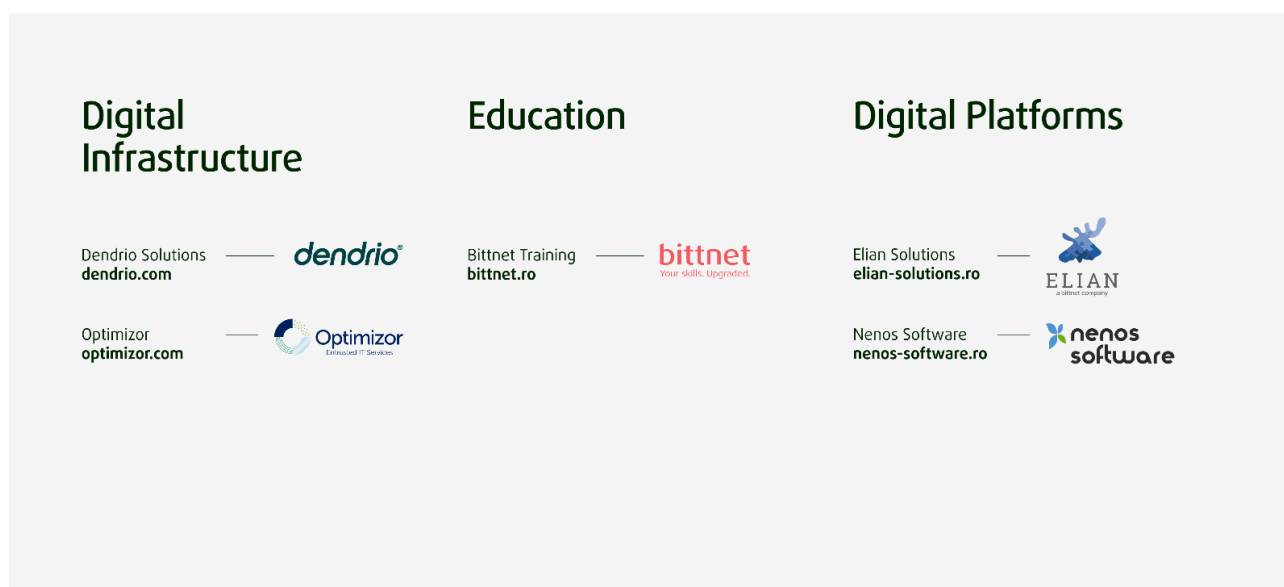 Digital
Infrastructure
Dendrio Solutions
dendrio.com
dendrio®
Optimizor
optimizor.com
Optimizor
Entrusted IT Services
Education
Bittnet Training
bittnet.ro
bittnet
Your skills. Upgraded.
Digital Platforms
Elian Solutions
elian-solutions.ro
ELIAN
a bittnet company
Nenos Software
nenos-software.ro
nenos
software